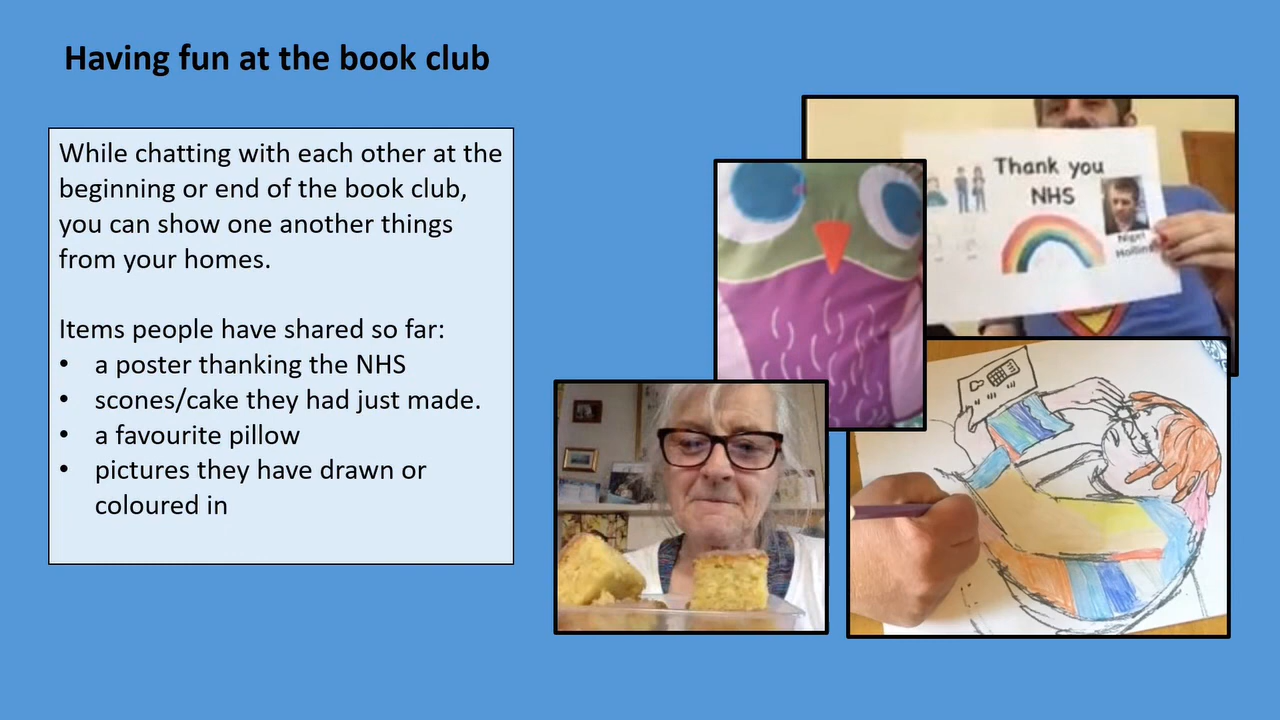 Having fun at the book club
While chatting with each other at the
beginning or end of the book club,
you can show one another things
from your homes.
Items people have shared so far:
• a poster thanking the NHS
• scones/cake they had just made.
• a favourite pillow
• pictures they have drawn or
coloured in
Thank you
NHS
Nigel